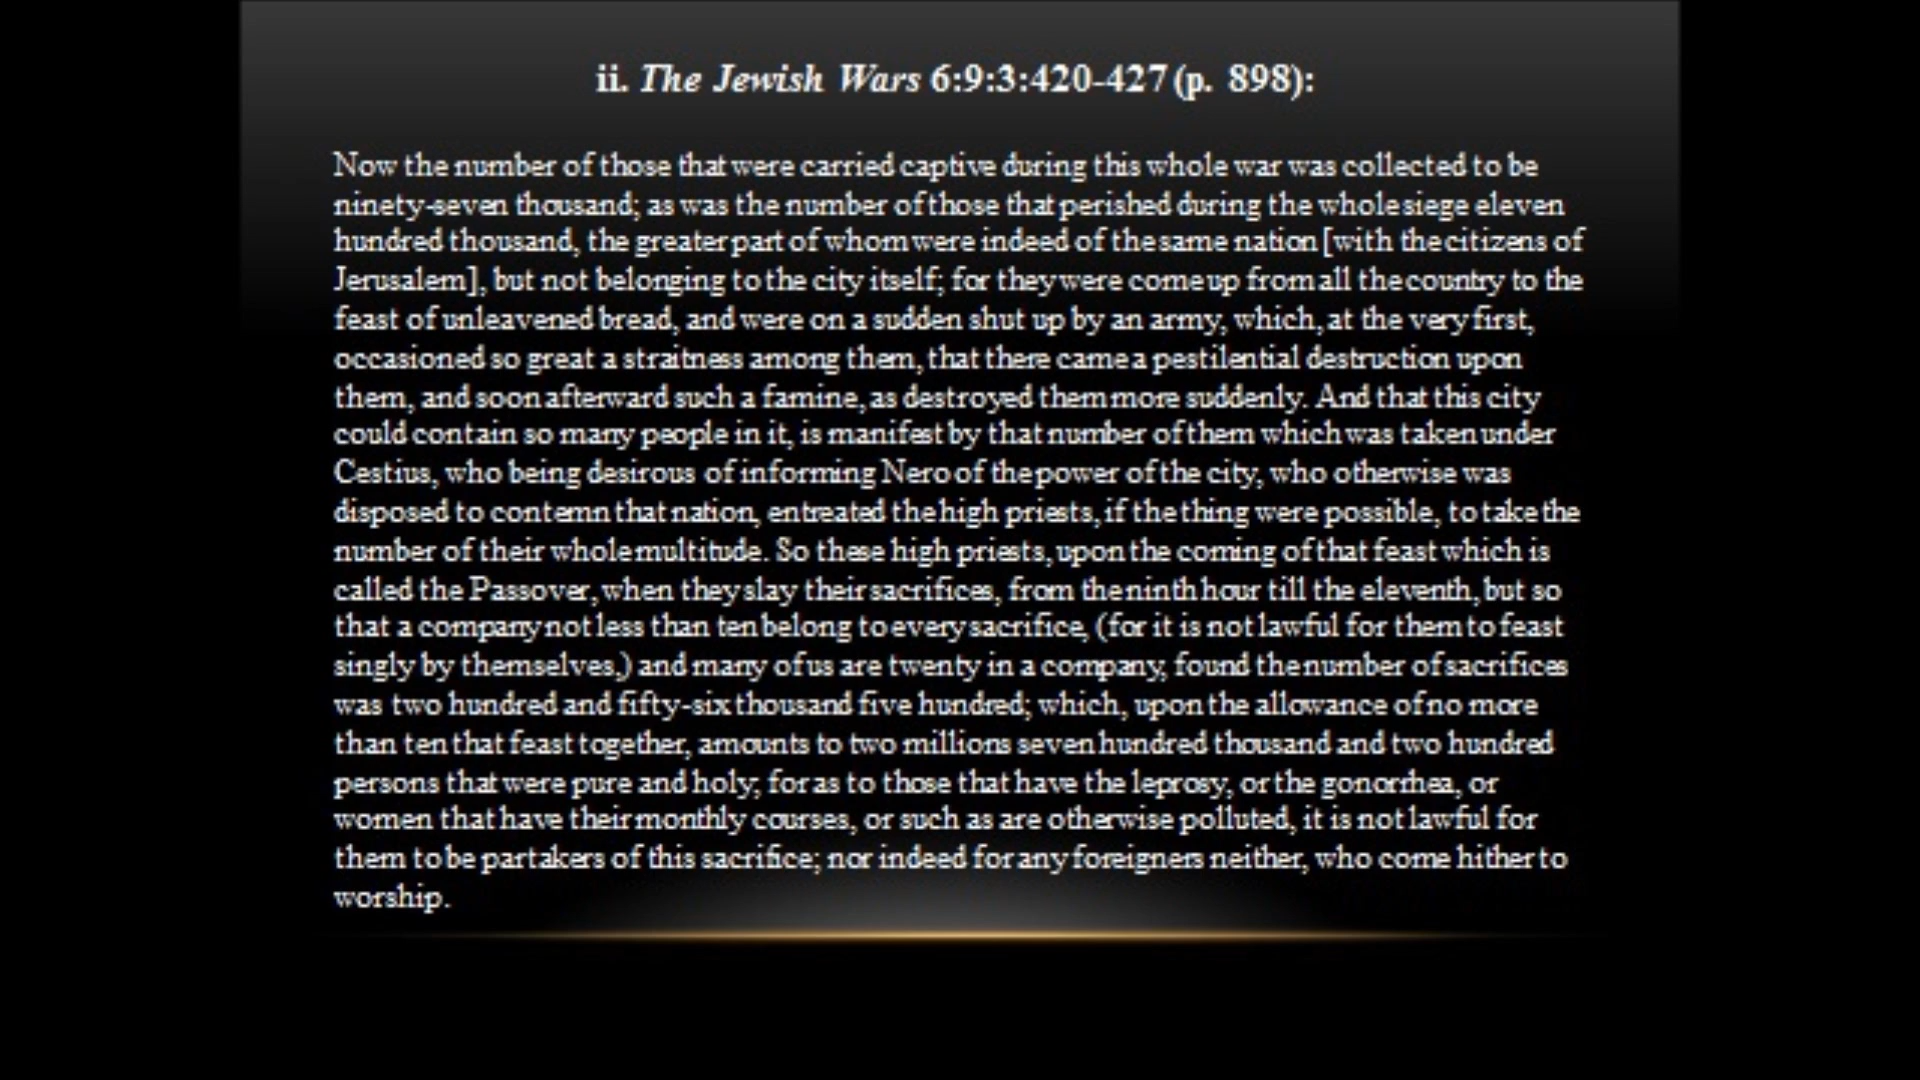 ii. The Jewish Wars 6:9:3:420-427 (p. 898):
Now the number of those that were carried captive during this whole war was collected to be
ninety-seven thousand; as was the number of those that perished during the whole siege eleven
hundred thousand, the greater part of whom were indeed of the same nation [with the citizens of
Jerusalem], but not belonging to the city itself; for they were come up from all the country to the
feast of unleavened bread, and were on a sudden shut up by an army, which, at the very first,
occasioned so great a straitness among them, that there came a pestilential destruction upon
them, and soon afterward such a famine, as destroyed them more suddenly. And that this city
could contain so many people in it, is manifest by that number of them which was taken under
Cestius, who being desirous of informing Nero of the power of the city, who otherwise was
disposed to contemn that nation, entreated the high priests, if the thing were possible, to take the
number of their whole multitude. So these high priests, upon the coming of that feast which is
called the Passover, when they slay their sacrifices, from the ninth hour till the eleventh, but so
that a company not less than ten belong to every sacrifice, (for it is not lawful for them to feast
singly by themselves,) and many of us are twenty in a company, found the number of sacrifices
was two hundred and fifty-six thousand five hundred; which, upon the allowance of no more
than ten that feast together, amounts to two millions seven hundred thousand and two hundred
persons that were pure and holy; for as to those that have the leprosy, or the gonorrhea, or
women that have their monthly courses, or such as are otherwise polluted, it is not lawful for
them to be partakers of this sacrifice; nor indeed for any foreigners neither, who come hither to
worship.